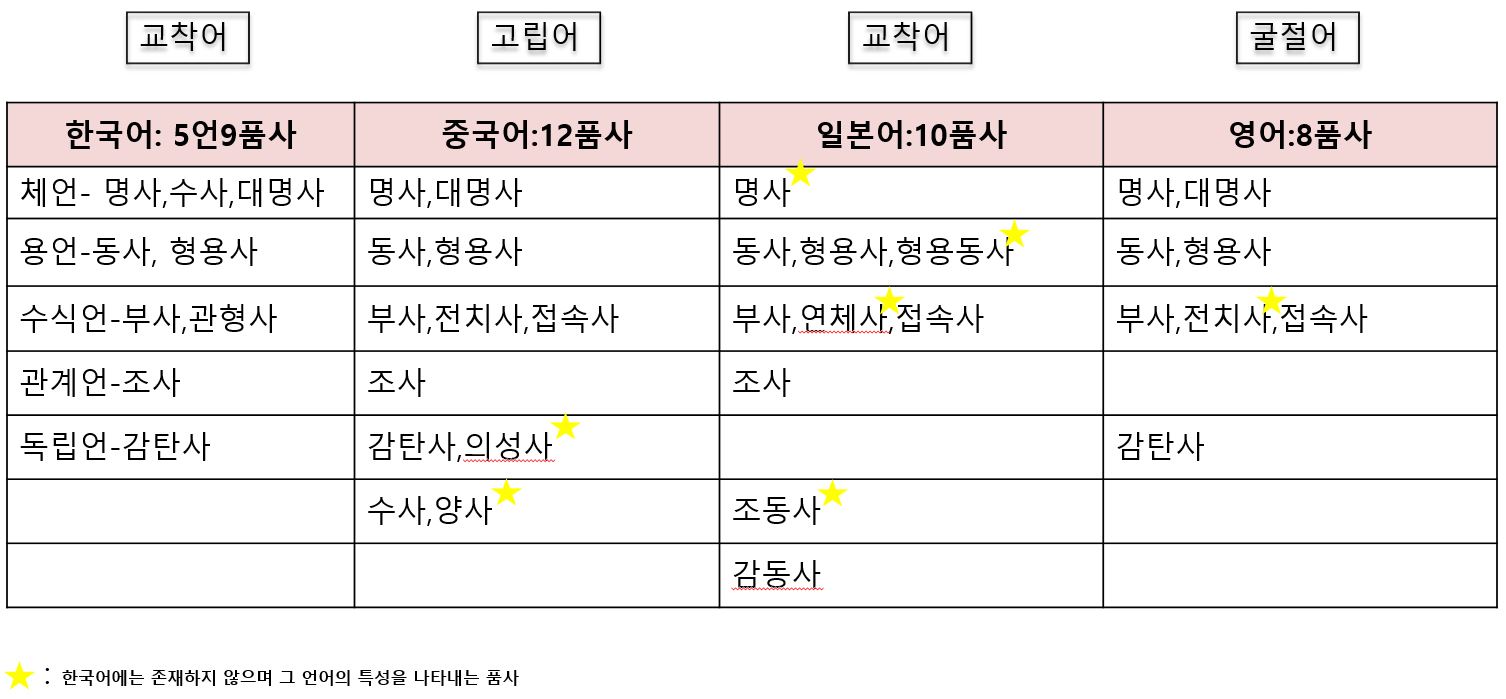 교착어 고립어 교착어 굴절어
한국어: 5언9품사 중국어:12품사 일본어:10품사 영어:8품사
체언- 명사,수사,대명사 명사,대명사 명사 명사,대명사
용언-동사, 형용사 동사,형용사 동사,형용사,형용동사 동사,형용사
수식언-부사,관형사 부사,전치사,접속사 부사,연체사,접속사 부사,전치사,접속사
관계언-조사 조사 조사
독립언-감탄사 감탄사,의성사 감탄사
수사,양사 조동사
감동사
: 한국어에는 존재하지 않으며 그 언어의 특성을 나타내는 품사